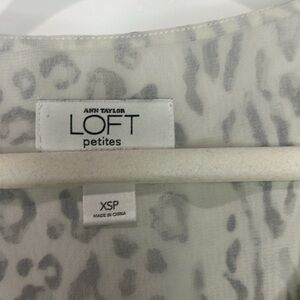 ANN TAYLOR
LOFT
petites
XSP
MADE IN CHINA